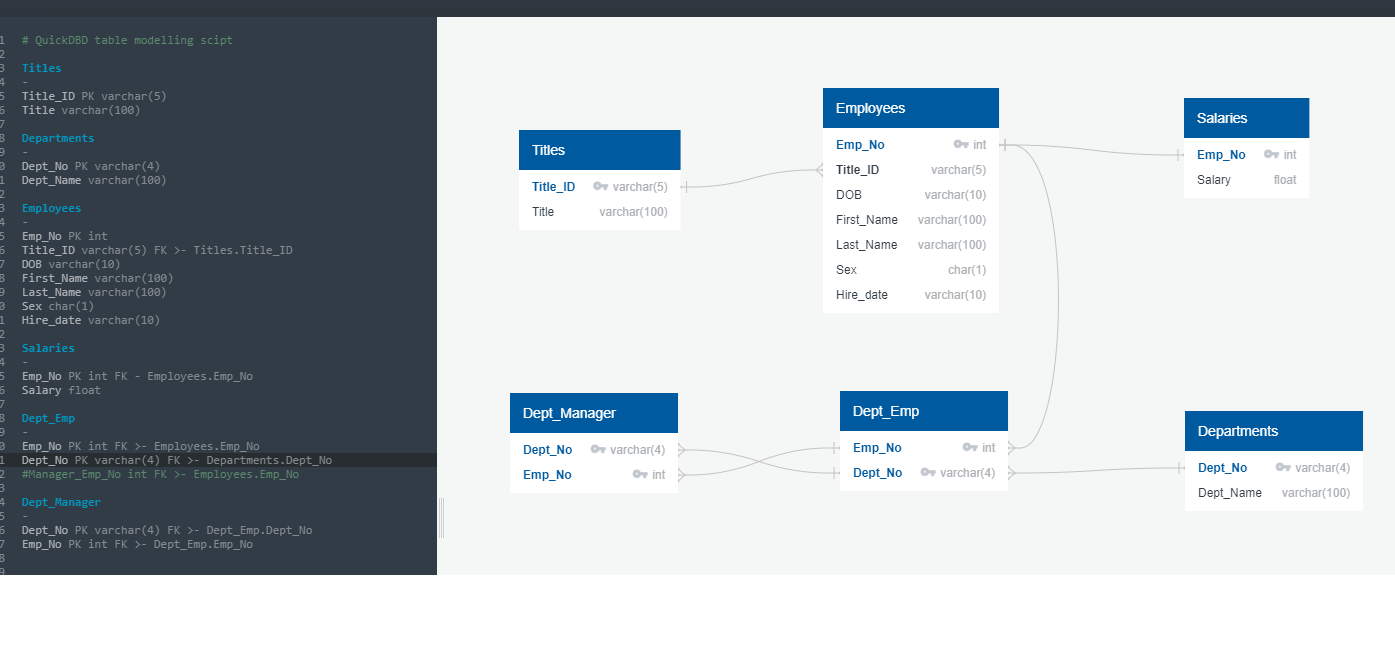 1 # QuickDBD table modelling scipt
2
3 Titles
4 -
5 Title_ID PK varchar(5)
6 Title varchar(100)
7
8 Departments
9 -
0 Dept_No PK varchar(4)
1 Dept_Name varchar(100)
2
3 Employees
4 -
5 Emp_No PK int
6 Title_ID varchar(5) FK >- Titles.Title_ID
7 DOB varchar(10)
8 First_Name varchar(100)
9 Last_Name varchar(100)
0 Sex char(1)
1 Hire_date varchar(10)
2
3 Salaries
4 -
5 Emp_No PK int FK - Employees.Emp_No
6 Salary float
7
8 Dept_Emp
9 -
0 Emp_No PK int FK >- Employees.Emp_No
1 Dept_No PK varchar(4) FK >- Departments.Dept_No
2 #Manager_Emp_No int FK >- Employees.Emp_No
3
4 Dept_Manager
5 -
6 Dept_No PK varchar(4) FK >- Dept_Emp.Dept_No
7 Emp_No PK int FK >- Dept_Emp.Emp_No
8
9
Titles
Title_ID varchar(5)
Title varchar(100)
Employees
Emp_No int
Title_ID varchar(5)
DOB varchar(10)
First_Name varchar(100)
Last_Name varchar(100)
Sex char(1)
Hire_date varchar(10)
Salaries
Emp_No int
Salary float
Dept_Manager
Dept_No varchar(4)
Emp_No int
Dept_Emp
Emp_No int
Dept_No varchar(4)
Departments
Dept_No varchar(4)
Dept_Name varchar(100)